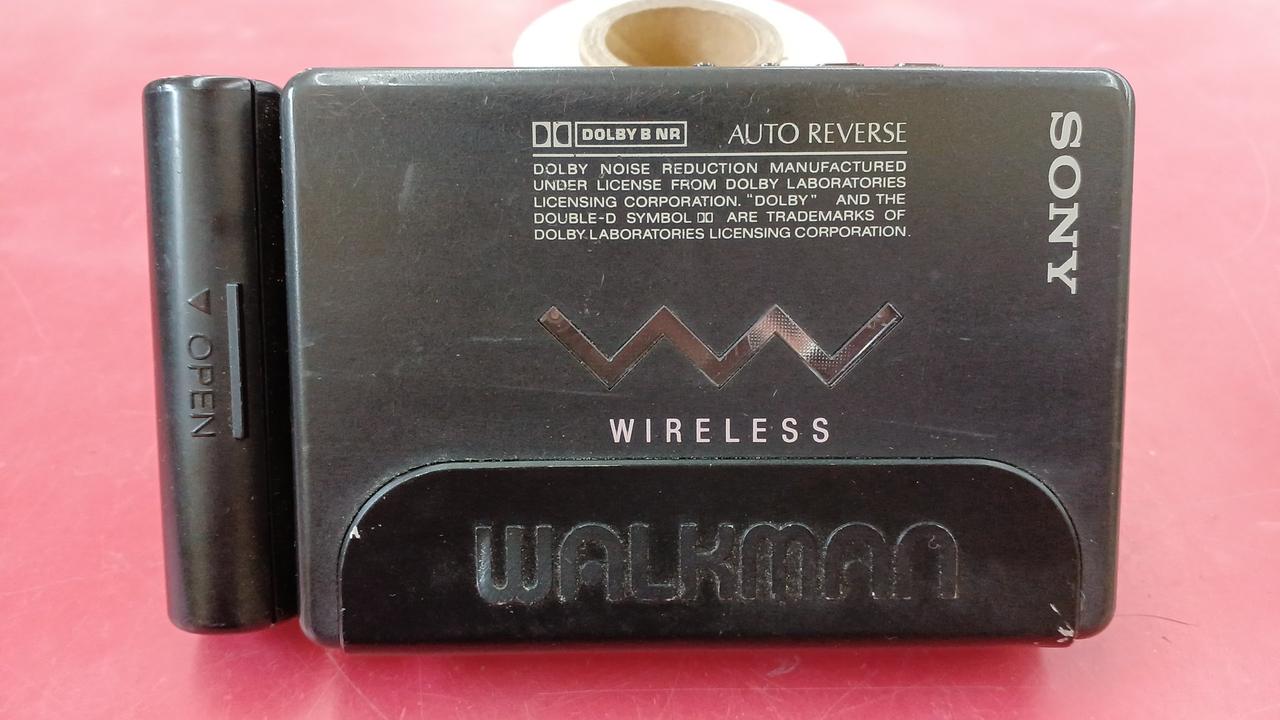 DOLBY B NR AUTO REVERSE
DOLBY NOISE REDUCTION MANUFACTURED
UNDER LICENSE FROM DOLBY LABORATORIES
LICENSING CORPORATION. "DOLBY" AND THE
DOUBLE-D SYMBOL ARE TRADEMARKS OF
DOLBY LABORATORIES LICENSING CORPORATION.
SONY
OPEN
WIRELESS
WALKMAN